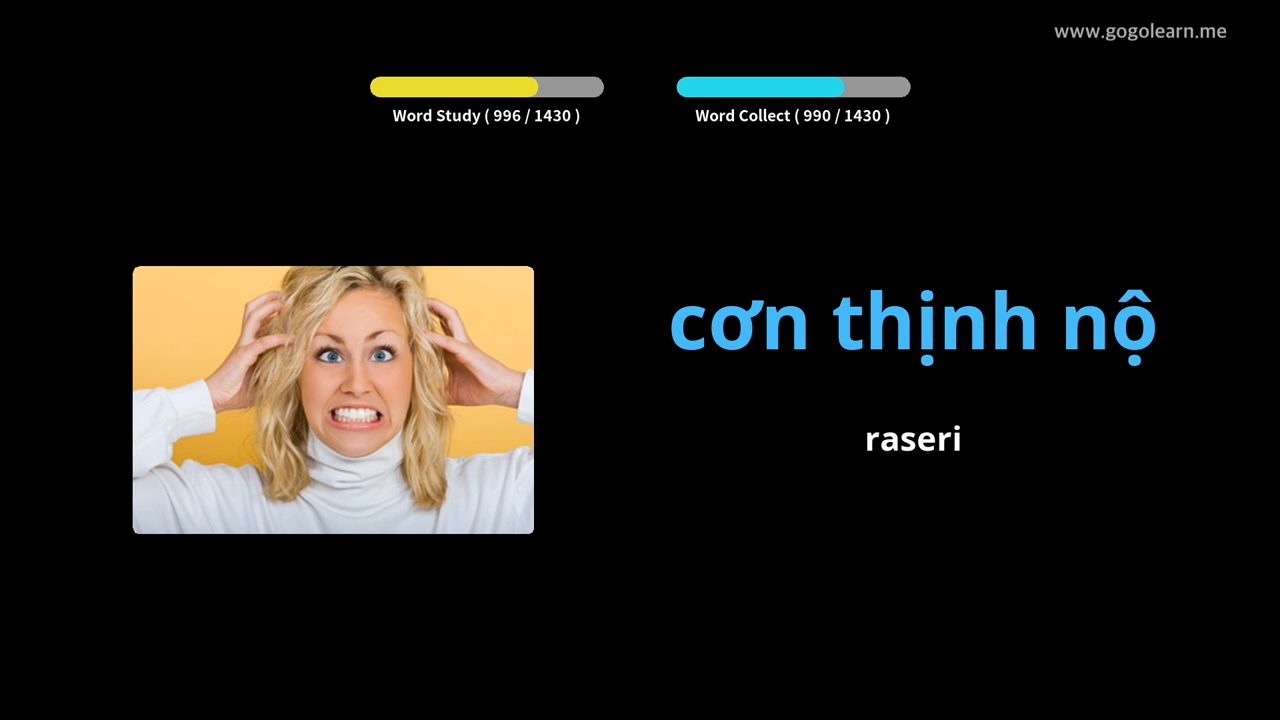 www.gogolearn.me
Word Study ( 996 / 1430 )
Word Collect ( 990 / 1430 )
cơn thịnh nộ
raseri